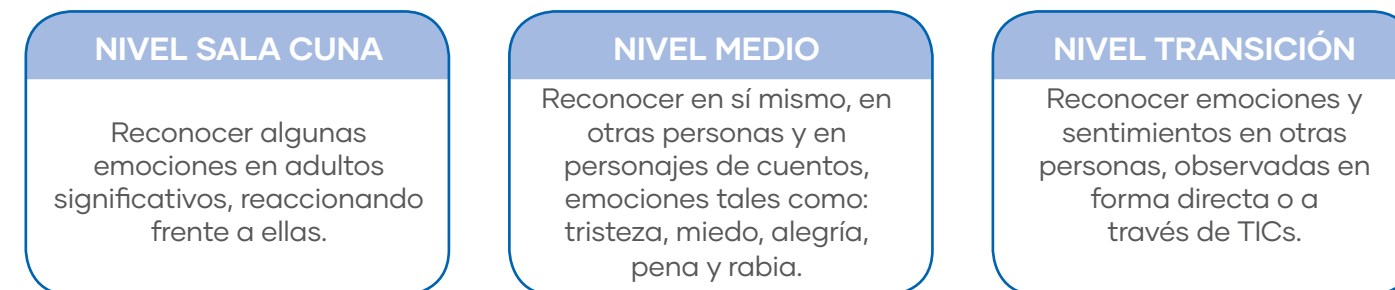 NIVEL SALA CUNA
Reconocer algunas
emociones en adultos
significativos, reaccionando
frente a ellas.
NIVEL MEDIO
Reconocer en sí mismo, en
otras personas y en
personajes de cuentos,
emociones tales como:
tristeza, miedo, alegría,
pena y rabia.
NIVEL TRANSICIÓN
Reconocer emociones y
sentimientos en otras
personas, observadas en
forma directa o a
través de TICs.